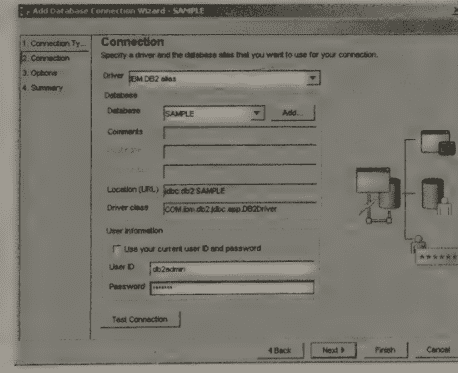 Add Database Connection Wizard - SAMPLE
1. Connection Ty...
2. Connection
3. Options
4. Summary
Connection
Specify a driver and the database alias that you want to use for your connection.
Driver
IBM DB2 alias
Database
Database
SAMPLE
Add...
Comments
Location (URL)
jdbc:db2:SAMPLE
Driver class
COM.ibm.db2.jdbc.app.DB2Driver
User information
Use your current user ID and password
User ID
db2admin
Password
*******
Test Connection
Back
Next
Finish
Cancel